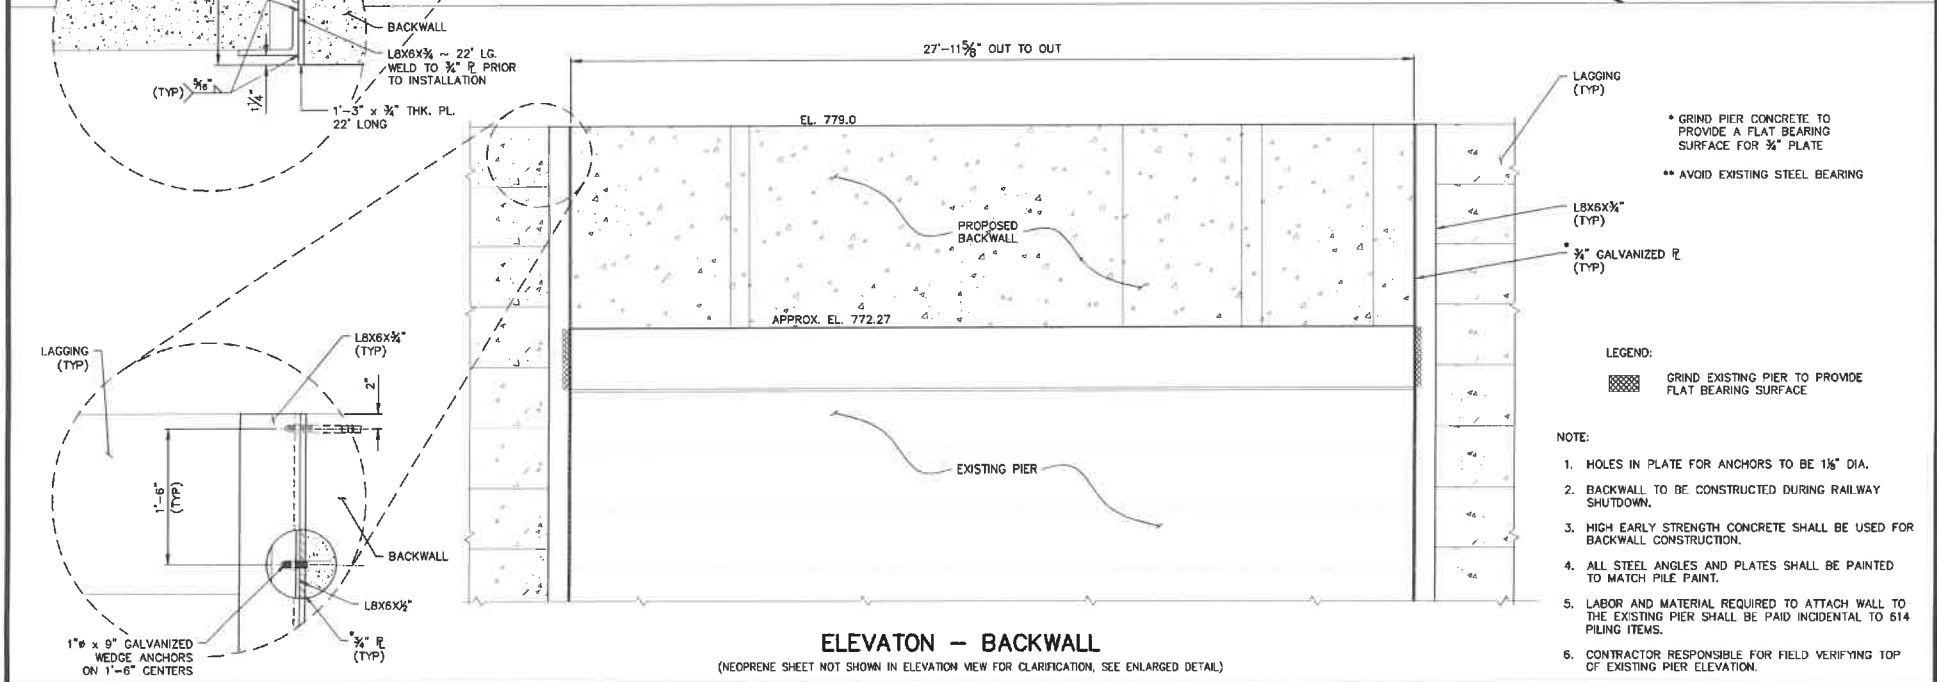 BACKWALL
L8X6X¾ ~ 22' LG.
WELD TO ¾" ℄ PRIOR
TO INSTALLATION
(TYP) 5/16"
1¼"
1'-3" x ¾" THK. PL.
22' LONG
27'-11⅝" OUT TO OUT
EL. 779.0
LAGGING
(TYP)
* GRIND PIER CONCRETE TO
PROVIDE A FLAT BEARING
SURFACE FOR ¾" PLATE
** AVOID EXISTING STEEL BEARING
L8X6X¾"
(TYP)
* ¾" GALVANIZED PL
(TYP)
PROPOSED
BACKWALL
APPROX. EL. 772.27
LAGGING
(TYP)
L8X6X¾"
(TYP)
2"
1'-6"
(TYP)
BACKWALL
L8X6X½"
*¾" PL
(TYP)
1"ø x 9" GALVANIZED
WEDGE ANCHORS
ON 1'-6" CENTERS
EXISTING PIER
LEGEND:
GRIND EXISTING PIER TO PROVIDE
FLAT BEARING SURFACE
NOTE:
1. HOLES IN PLATE FOR ANCHORS TO BE 1⅛" DIA.
2. BACKWALL TO BE CONSTRUCTED DURING RAILWAY
SHUTDOWN.
3. HIGH EARLY STRENGTH CONCRETE SHALL BE USED FOR
BACKWALL CONSTRUCTION.
4. ALL STEEL ANGLES AND PLATES SHALL BE PAINTED
TO MATCH PILE PAINT.
5. LABOR AND MATERIAL REQUIRED TO ATTACH WALL TO
THE EXISTING PIER SHALL BE PAID INCIDENTAL TO 614
PILING ITEMS.
6. CONTRACTOR RESPONSIBLE FOR FIELD VERIFYING TOP
OF EXISTING PIER ELEVATION.
ELEVATON - BACKWALL
(NEOPRENE SHEET NOT SHOWN IN ELEVATION VIEW FOR CLARIFICATION, SEE ENLARGED DETAIL)